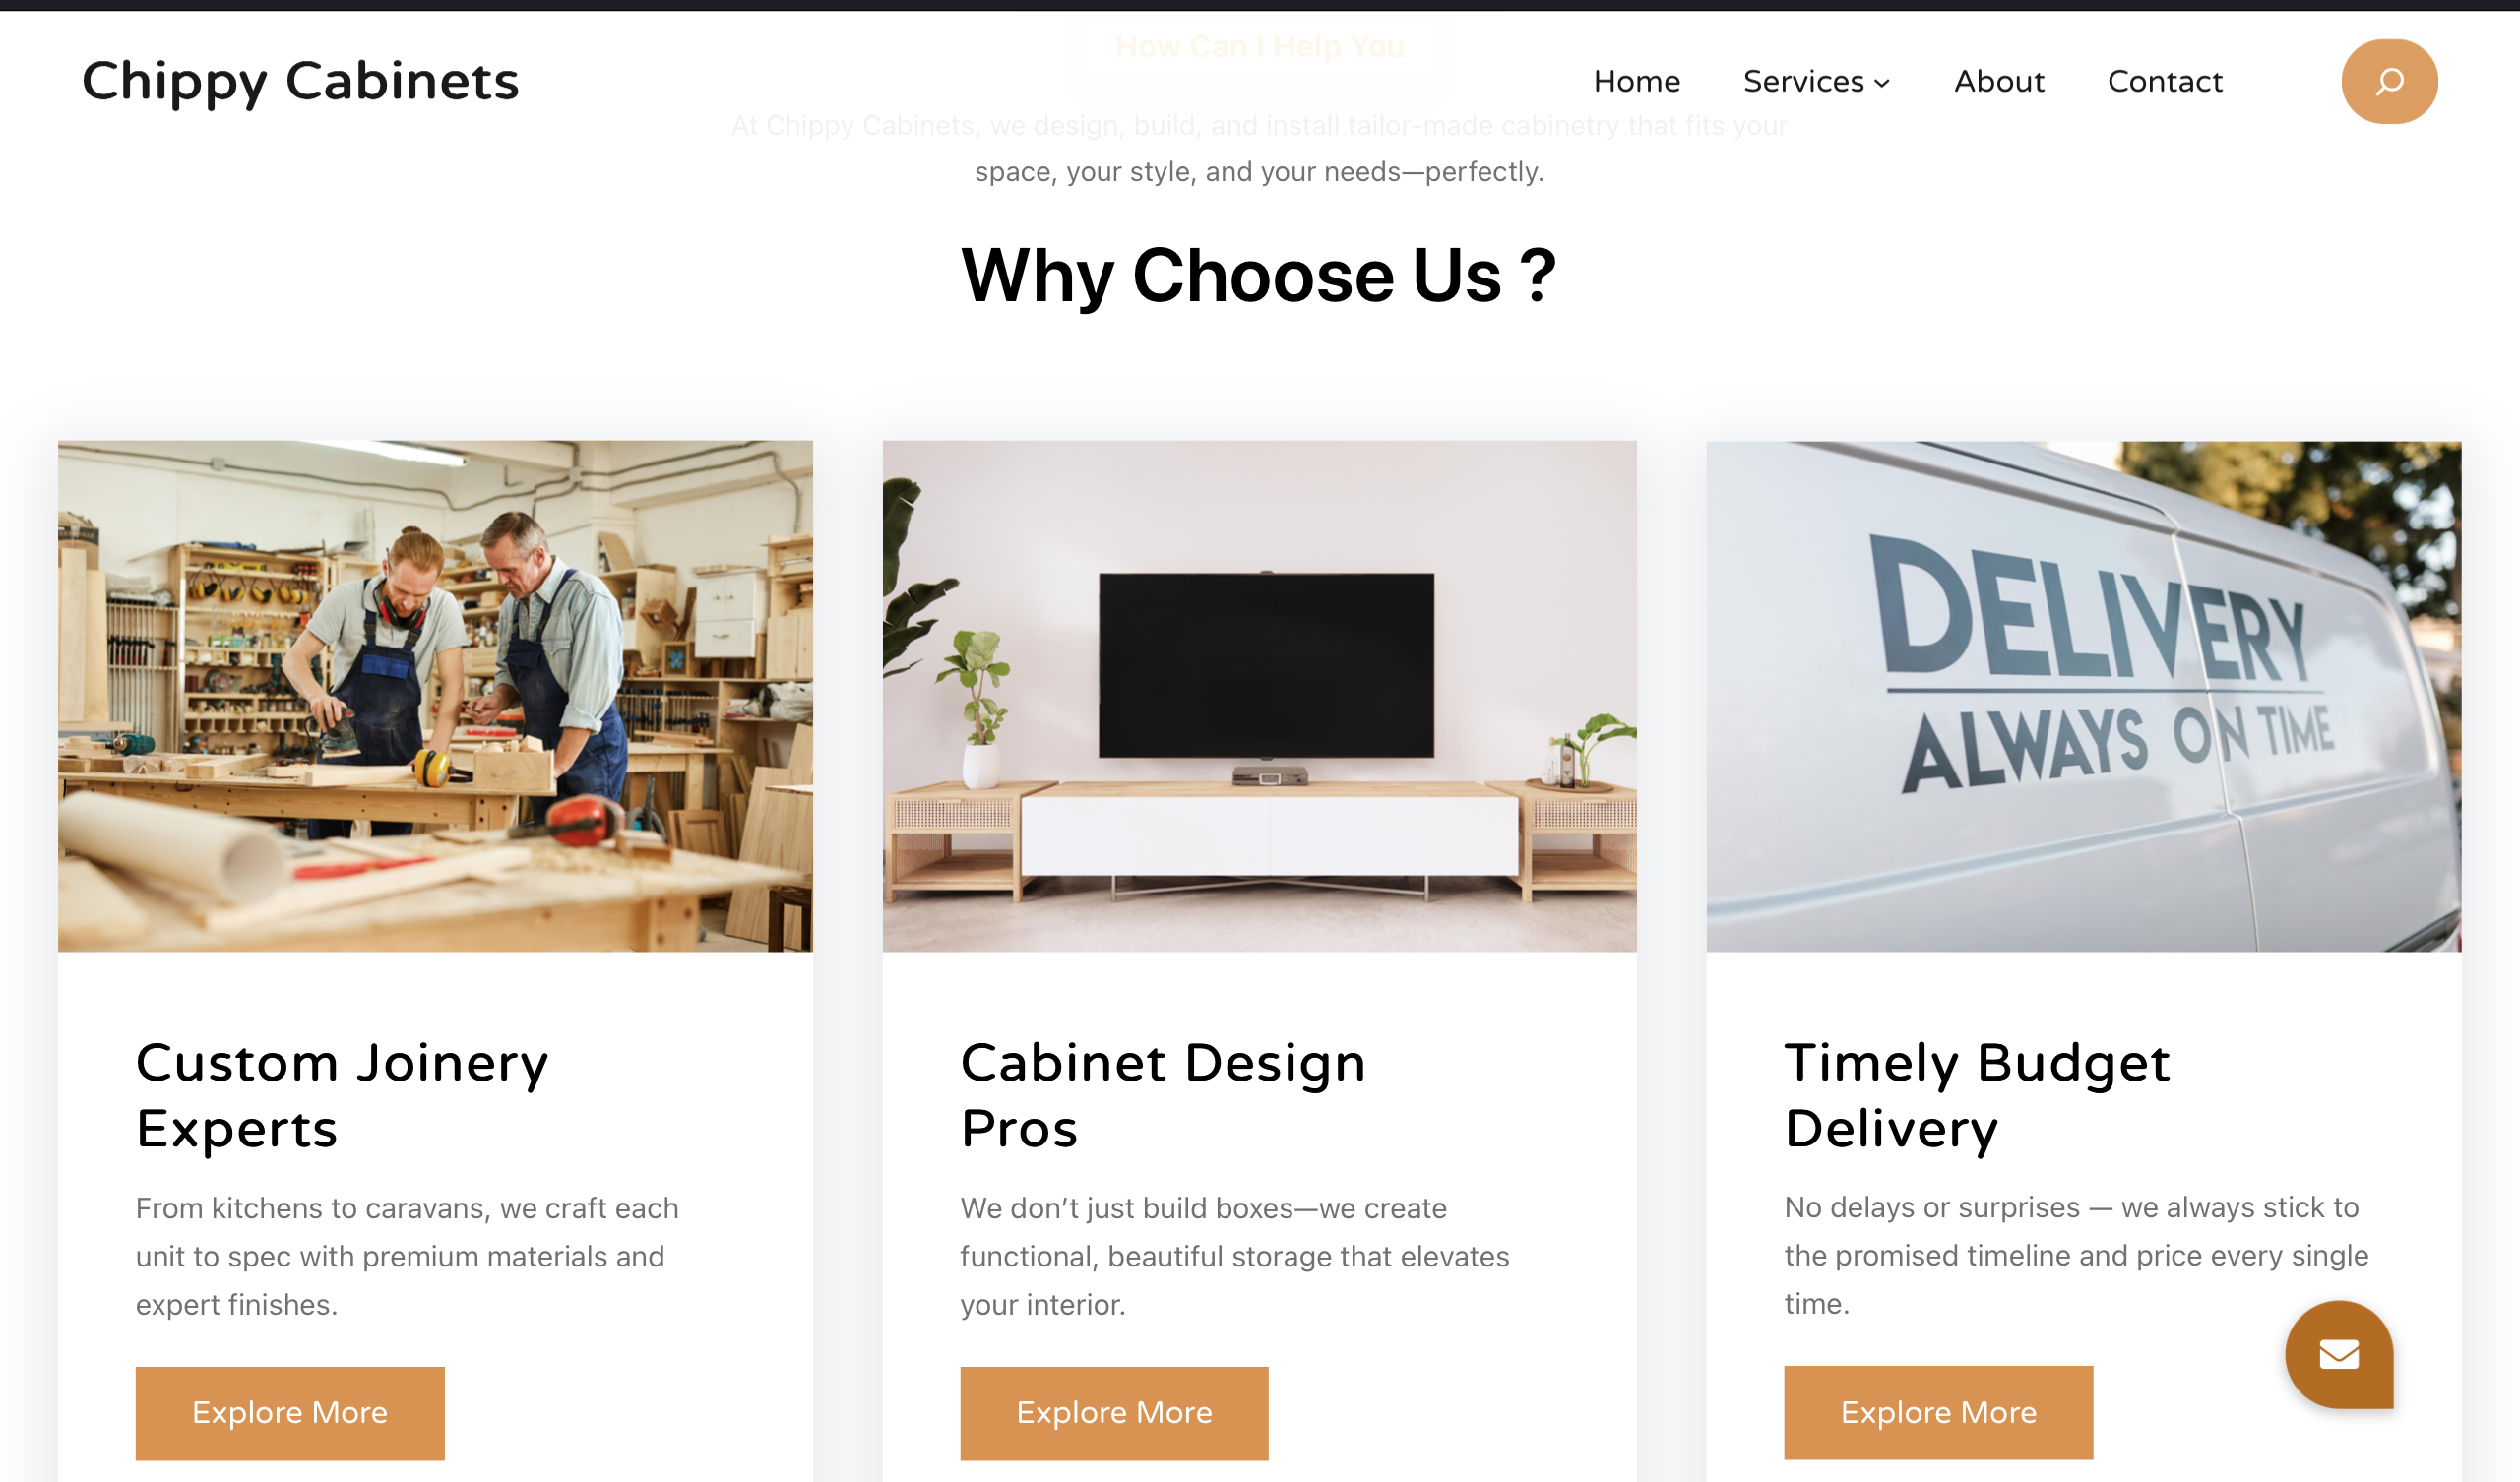 How Can I Help You
Chippy Cabinets
Home
Services
About
Contact
At Chippy Cabinets, we design, build, and install tailor-made cabinetry that fits your
space, your style, and your needs—perfectly.
Why Choose Us ?
DELIVERY
ALWAYS ON TIME
Custom Joinery
Experts
From kitchens to caravans, we craft each
unit to spec with premium materials and
expert finishes.
Explore More
Cabinet Design
Pros
We don’t just build boxes—we create
functional, beautiful storage that elevates
your interior.
Explore More
Timely Budget
Delivery
No delays or surprises — we always stick to
the promised timeline and price every single
time.
Explore More